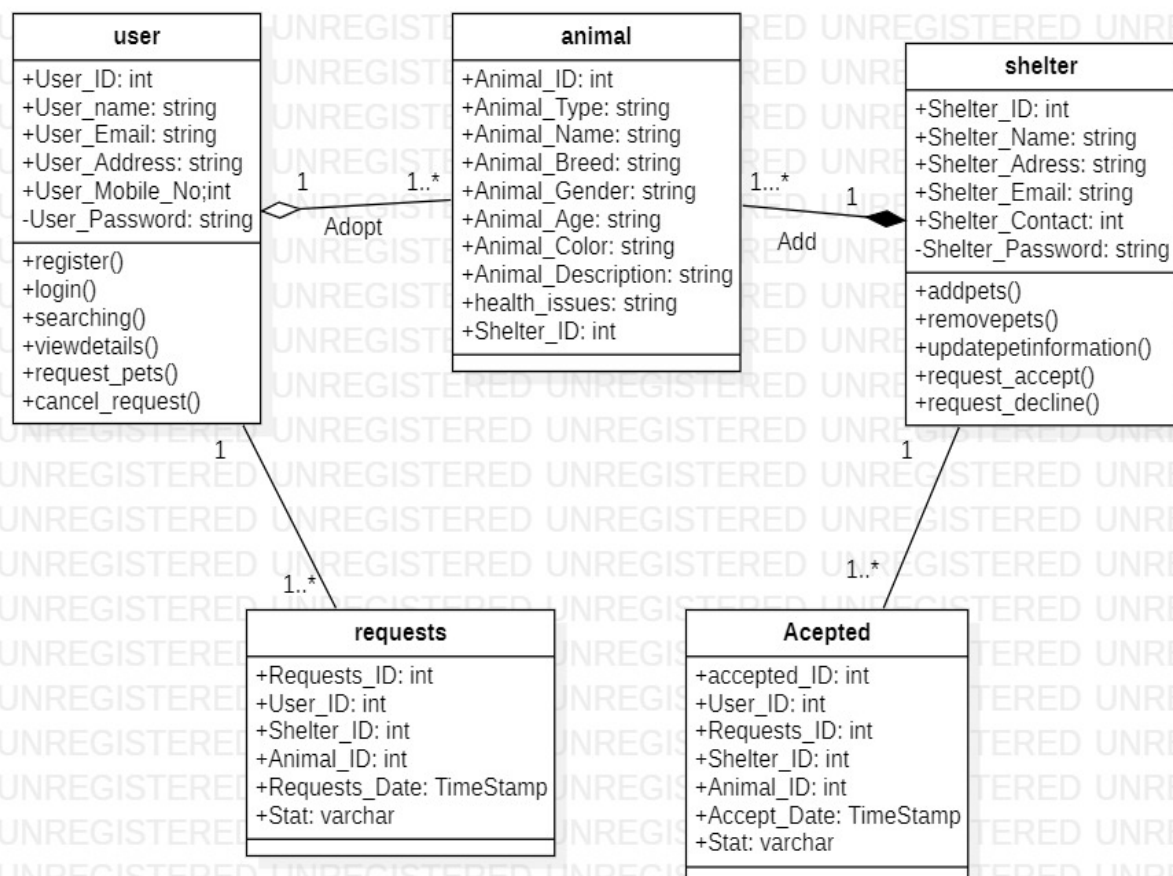 user
+User_ID: int
+User_name: string
+User_Email: string
+User_Address: string
+User_Mobile_No;int
-User_Password: string
+register()
+login()
+searching()
+viewdetails()
+request_pets()
+cancel_request()
1
1..*
Adopt
animal
+Animal_ID: int
+Animal_Type: string
+Animal_Name: string
+Animal_Breed: string
+Animal_Gender: string
+Animal_Age: string
+Animal_Color: string
+Animal_Description: string
+health_issues: string
+Shelter_ID: int
1...*
1
Add
shelter
+Shelter_ID: int
+Shelter_Name: string
+Shelter_Adress: string
+Shelter_Email: string
+Shelter_Contact: int
-Shelter_Password: string
+addpets()
+removepets()
+updatepetinformation()
+request_accept()
+request_decline()
1
1..*
requests
+Requests_ID: int
+User_ID: int
+Shelter_ID: int
+Animal_ID: int
+Requests_Date: TimeStamp
+Stat: varchar
1
1..*
Acepted
+accepted_ID: int
+User_ID: int
+Requests_ID: int
+Shelter_ID: int
+Animal_ID: int
+Accept_Date: TimeStamp
+Stat: varchar
UNREGISTERED